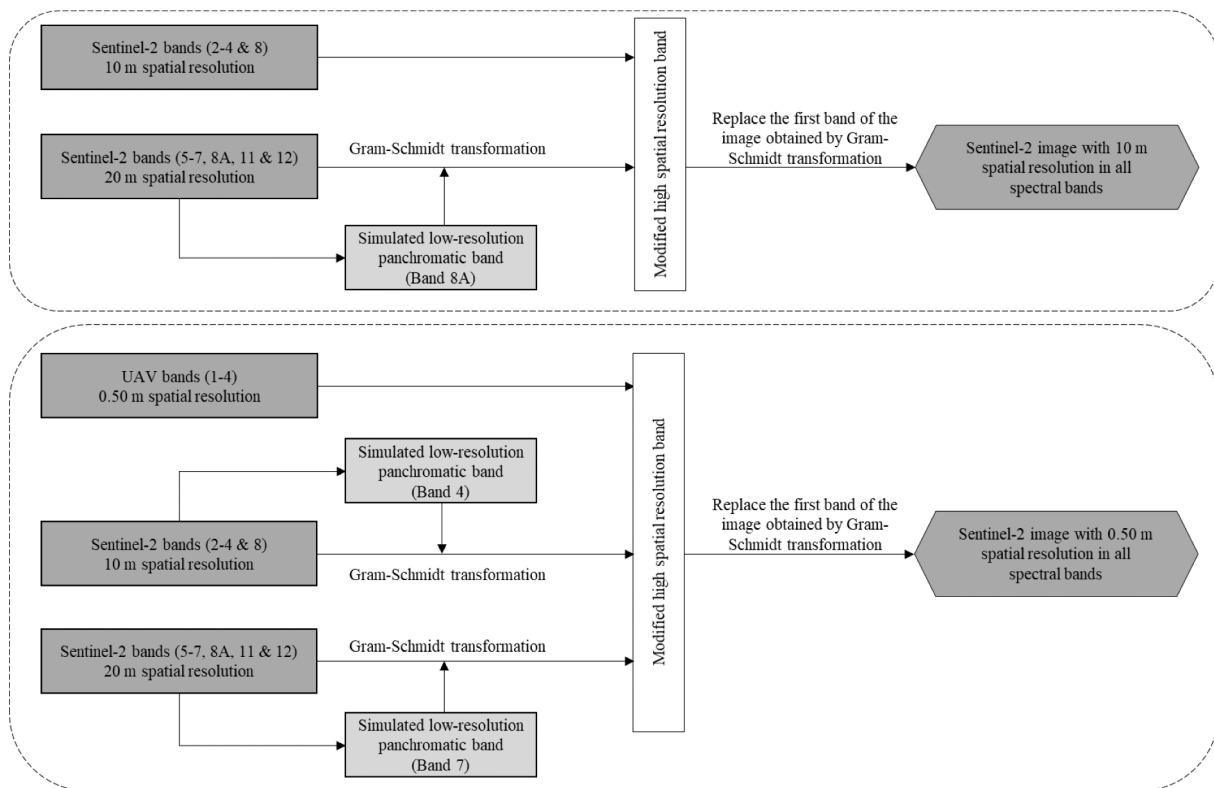 Sentinel-2 bands (2-4 & 8)
10 m spatial resolution
Sentinel-2 bands (5-7, 8A, 11 & 12)
20 m spatial resolution
Gram-Schmidt transformation
Simulated low-resolution
panchromatic band
(Band 8A)
Modified high spatial resolution band
Replace the first band of the
image obtained by Gram-
Schmidt transformation
Sentinel-2 image with 10 m
spatial resolution in all
spectral bands
UAV bands (1-4)
0.50 m spatial resolution
Simulated low-resolution
panchromatic band
(Band 4)
Sentinel-2 bands (2-4 & 8)
10 m spatial resolution
Gram-Schmidt transformation
Sentinel-2 bands (5-7, 8A, 11 & 12)
20 m spatial resolution
Gram-Schmidt transformation
Simulated low-resolution
panchromatic band
(Band 7)
Modified high spatial resolution band
Replace the first band of the
image obtained by Gram-
Schmidt transformation
Sentinel-2 image with 0.50 m
spatial resolution in all
spectral bands